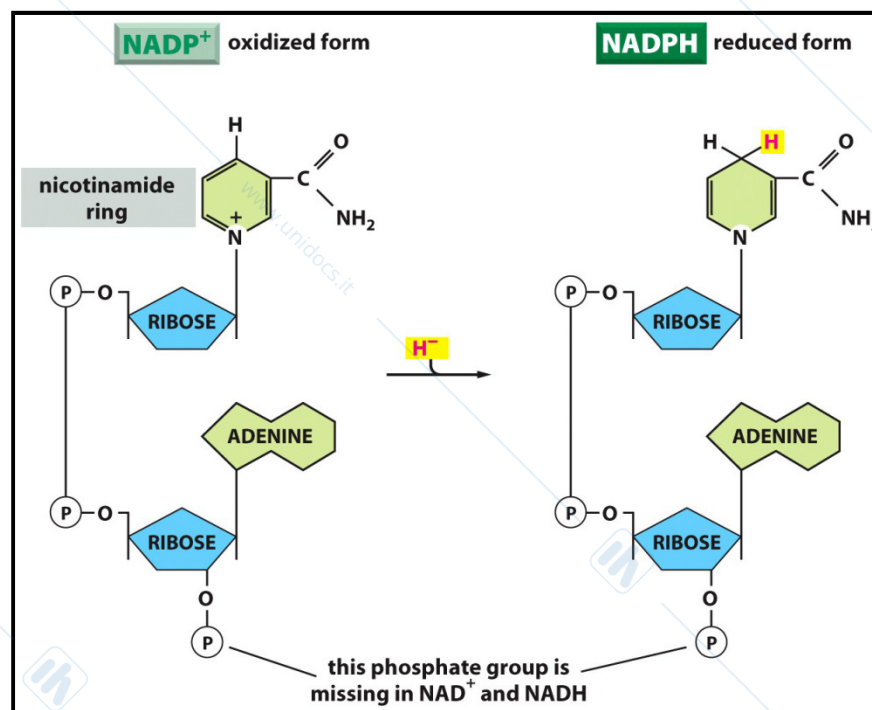 NADP+ oxidized form
NADPH reduced form
H
O
C
NH2
nicotinamide
ring
+
N
P
O
RIBOSE
ADENINE
P
O
RIBOSE
O
P
H−
H
H
O
C
NH2
N
P
O
RIBOSE
ADENINE
P
O
RIBOSE
O
P
this phosphate group is
missing in NAD+ and NADH
www.unidocs.it